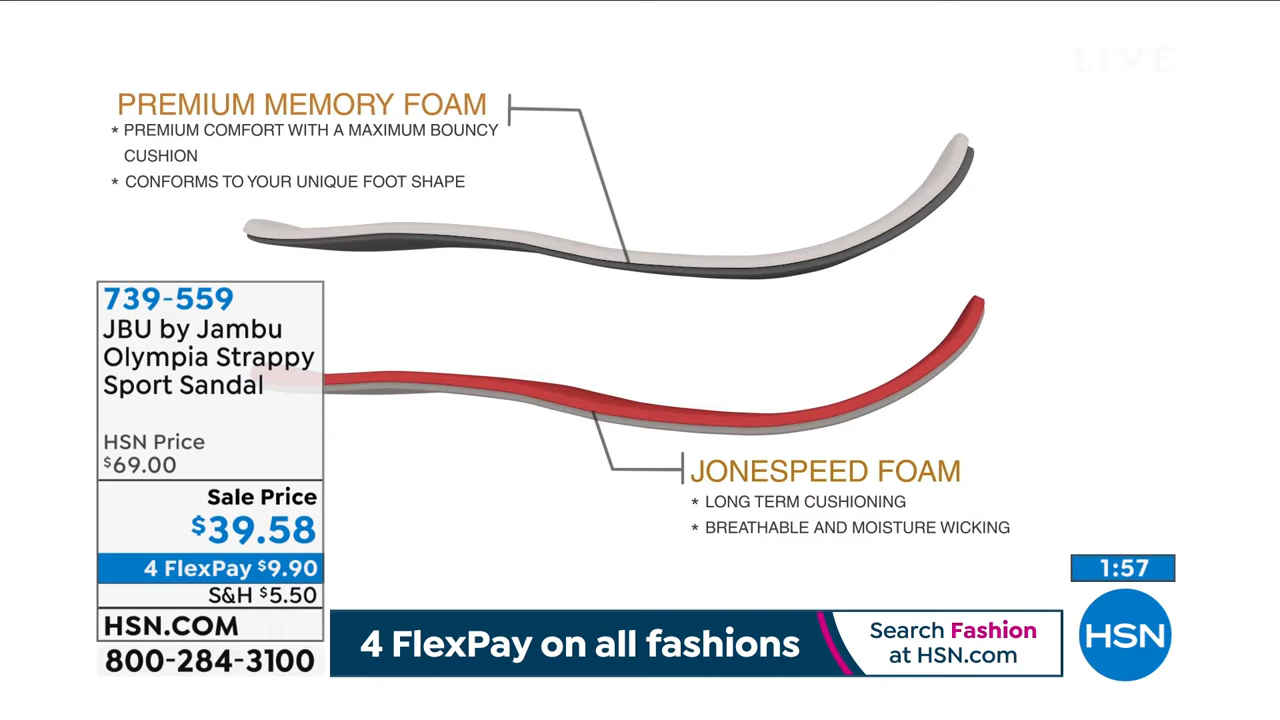 LIVE
PREMIUM MEMORY FOAM
* PREMIUM COMFORT WITH A MAXIMUM BOUNCY
CUSHION
* CONFORMS TO YOUR UNIQUE FOOT SHAPE
739-559
JBU by Jambu
Olympia Strappy
Sport Sandal
HSN Price
$69.00
Sale Price
$39.58
4 FlexPay $9.90
S&H $5.50
HSN.COM
800-284-3100
JONESPEED FOAM
* LONG TERM CUSHIONING
* BREATHABLE AND MOISTURE WICKING
4 FlexPay on all fashions
Search Fashion
at HSN.com
1:57
HSN